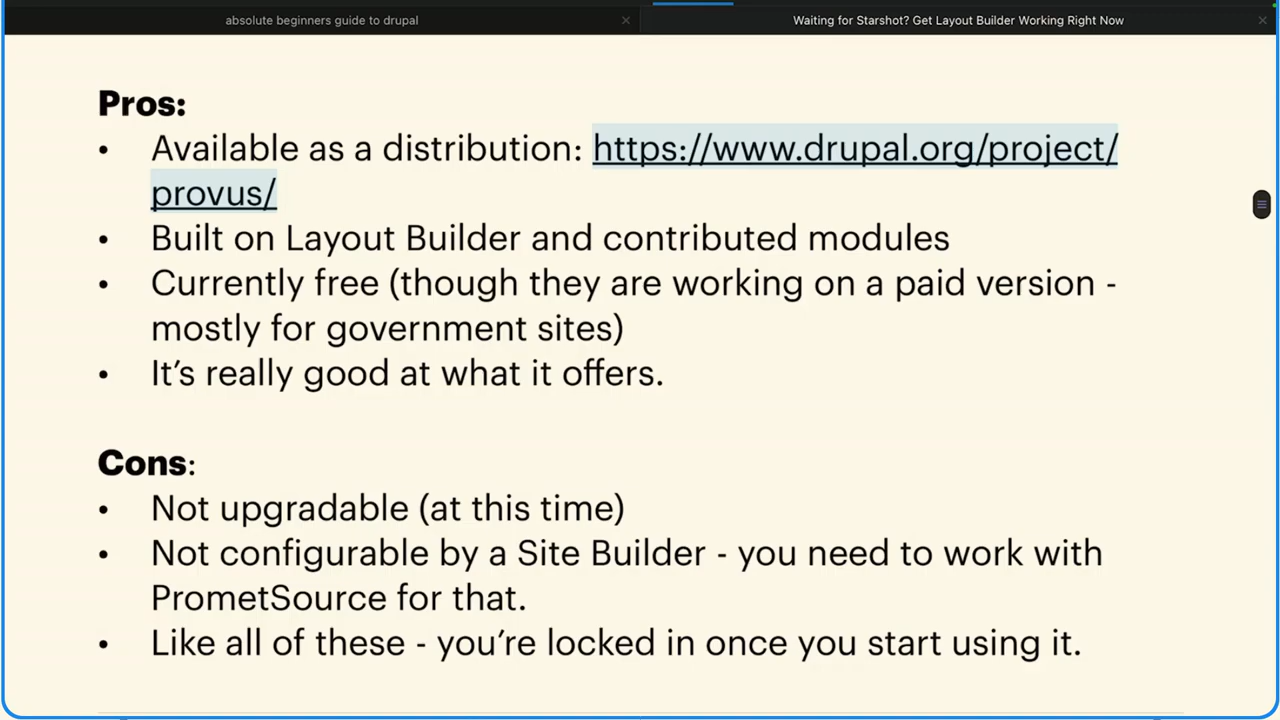 absolute beginners guide to drupal
Waiting for Starshot? Get Layout Builder Working Right Now
Pros:
• Available as a distribution: https://www.drupal.org/project/
provus/
• Built on Layout Builder and contributed modules
• Currently free (though they are working on a paid version -
mostly for government sites)
• It’s really good at what it offers.
Cons:
• Not upgradable (at this time)
• Not configurable by a Site Builder - you need to work with
PrometSource for that.
• Like all of these - you’re locked in once you start using it.